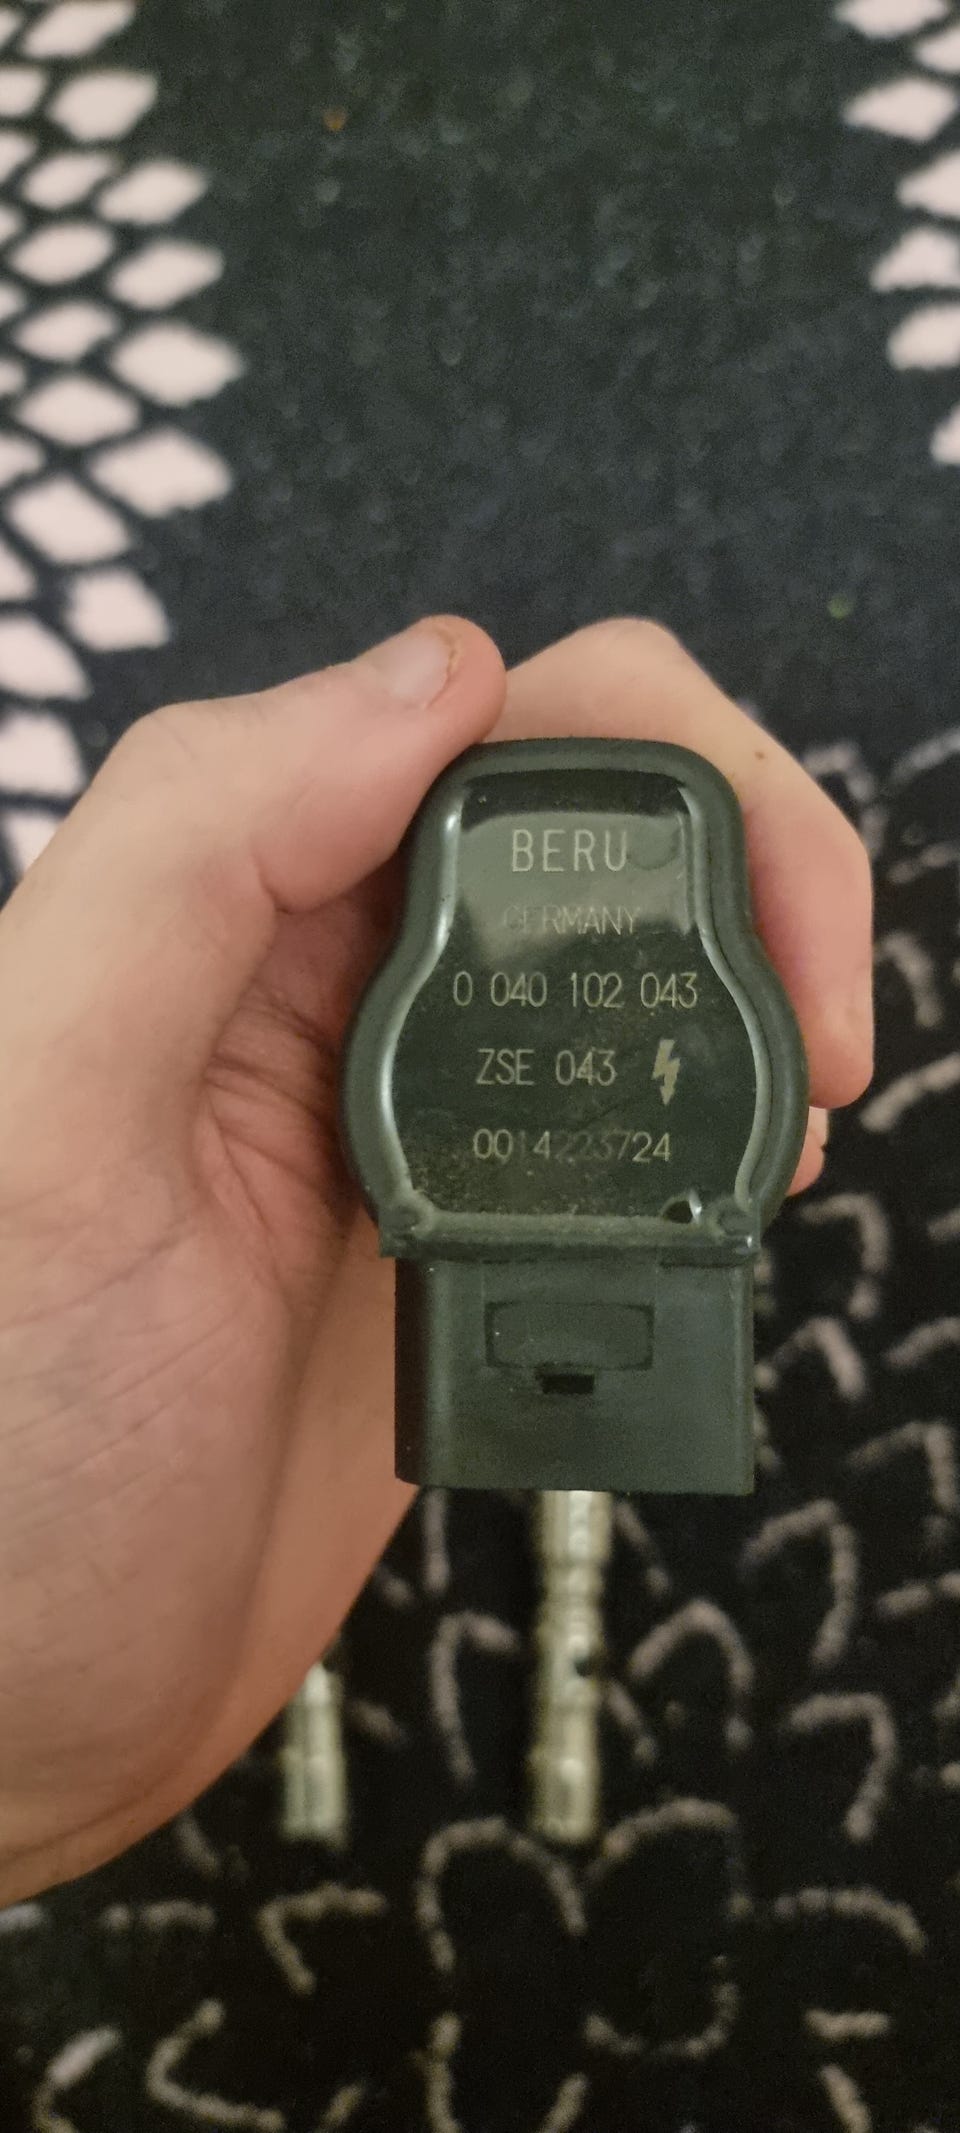 BERU
GERMANY
0 040 102 043
ZSE 043
0014223724